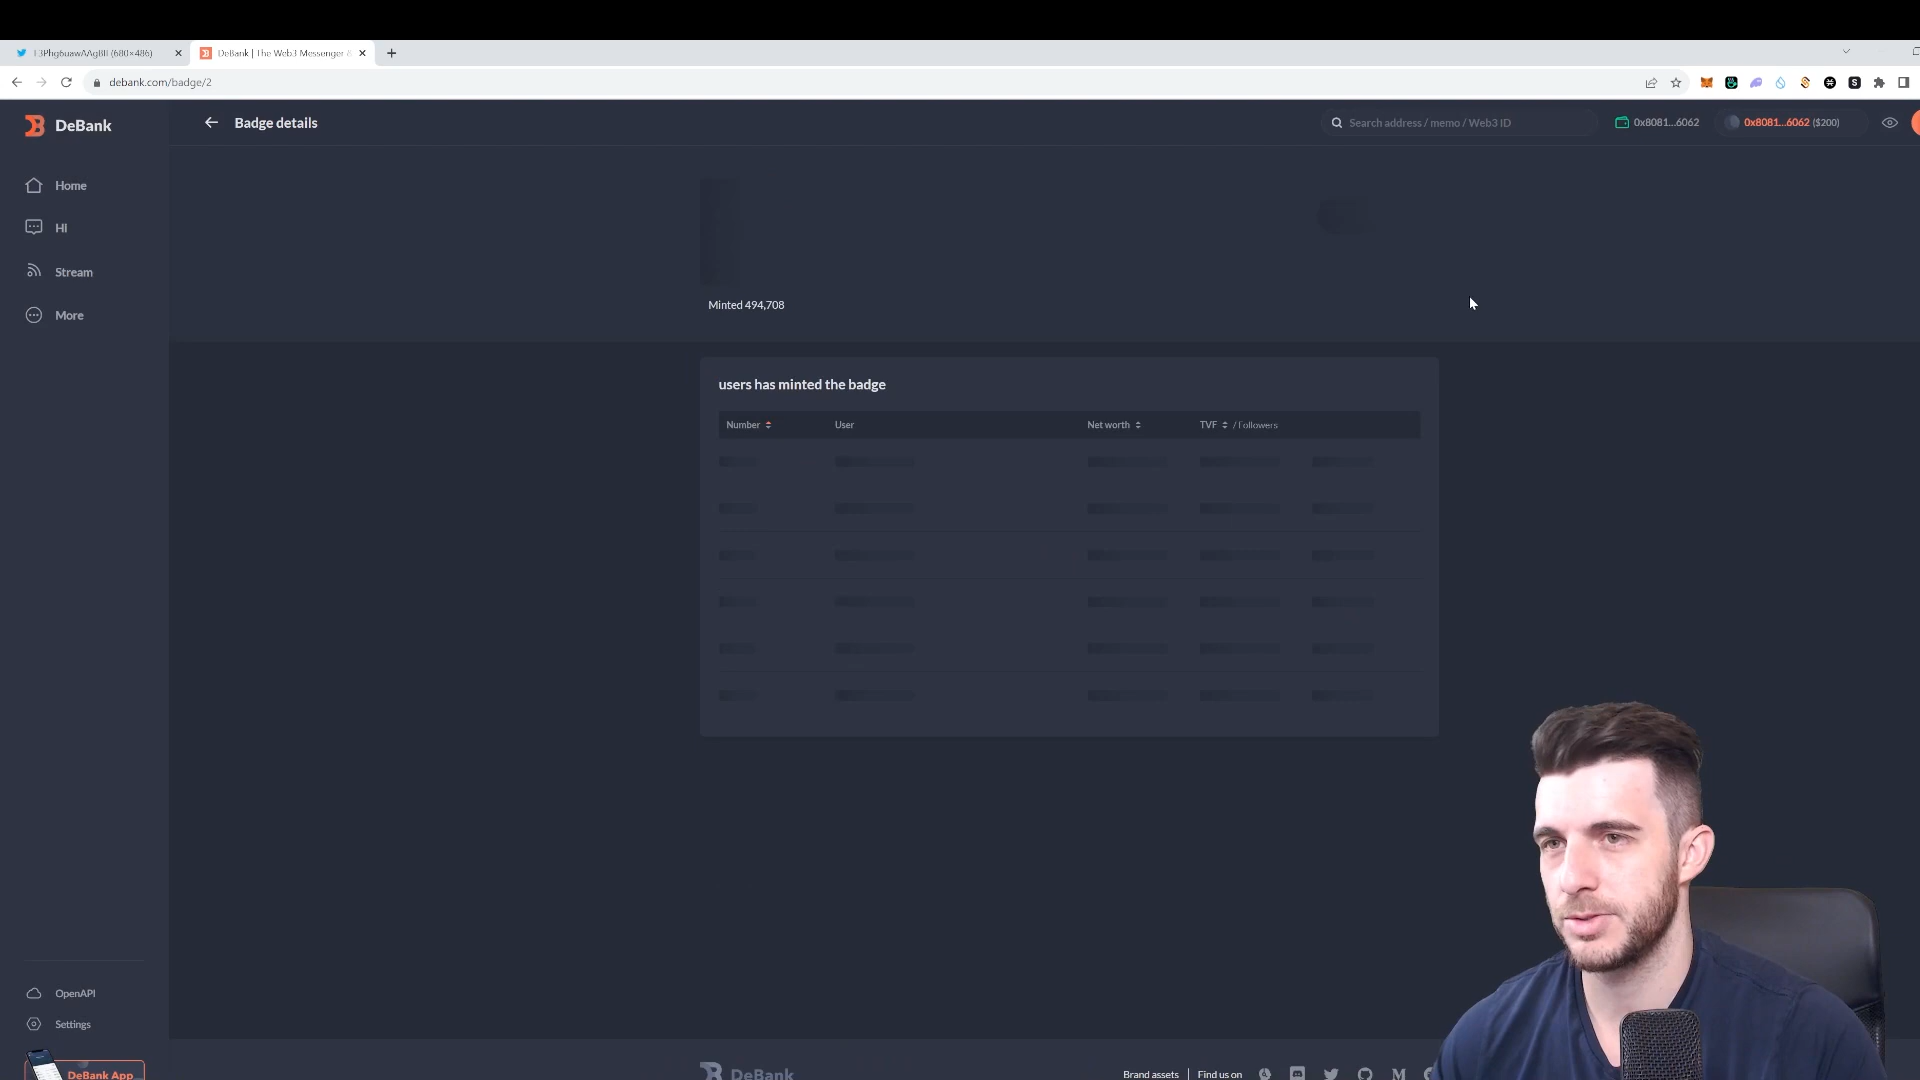 (680×486)
DeBank | The Web3 Messenger
debank.com/badge/2
DeBank
Badge details
Search address / memo / Web3 ID
0x8081...6062
0x8081...6062 ($200)
Home
Hi
Stream
More
Minted 494,708
users has minted the badge
Number
User
Net worth
TVF / Followers
OpenAPI
Settings
DeBank App
DeBank
Brand assets
Find us on